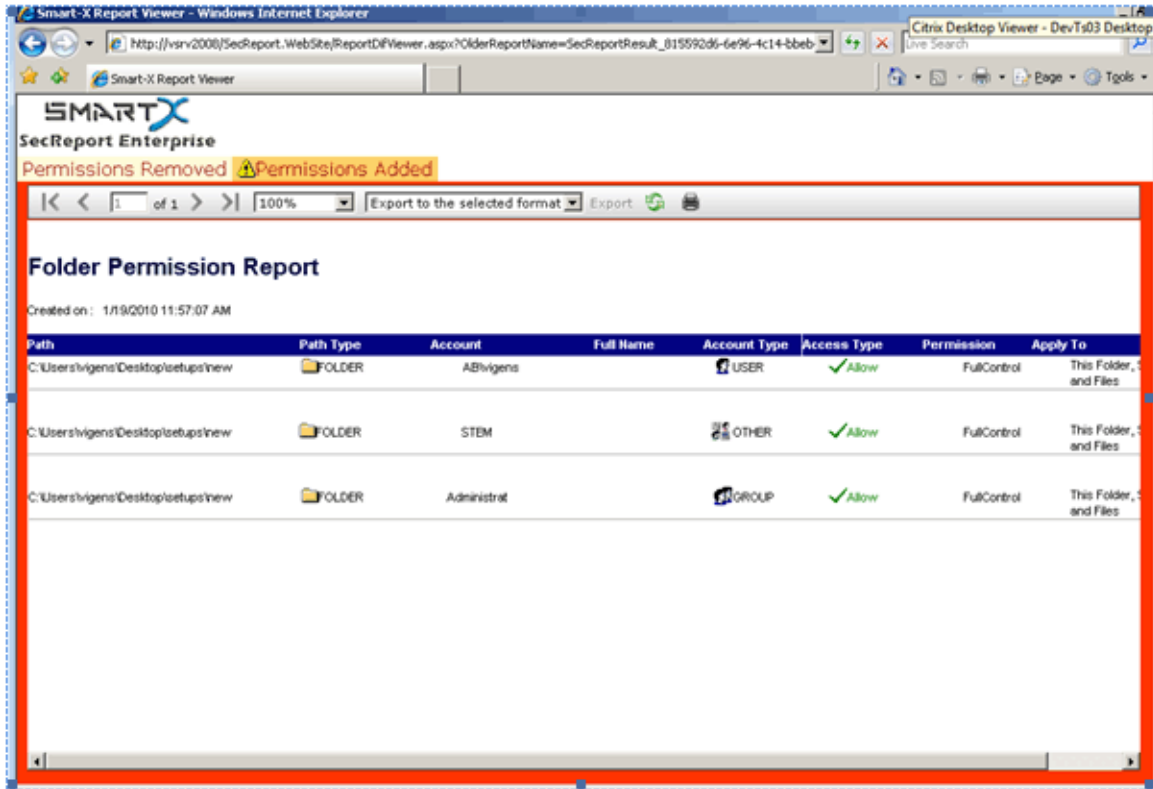 Smart-X Report Viewer - Windows Internet Explorer
Citrix Desktop Viewer - DevTs03 Desktop
http://vsrv2008/SecReport.WebSite/ReportDifViewer.aspx?OlderReportName=SecReportResult_815592d6-6e96-4c14-bbeb-
Live Search
Smart-X Report Viewer
Page
Tools
SMARTX
SecReport Enterprise
Permissions Removed Permissions Added
1 of 1 100% Export to the selected format Export
Folder Permission Report
Created on : 1/19/2010 11:57:07 AM
Path Path Type Account Full Name Account Type Access Type Permission Apply To
C:\Users\vigens\Desktop\setups\new FOLDER AB\vigens USER Allow FullControl This Folder, S
and Files
C:\Users\vigens\Desktop\setups\new FOLDER STEM OTHER Allow FullControl This Folder, S
and Files
C:\Users\vigens\Desktop\setups\new FOLDER Administrat GROUP Allow FullControl This Folder, S
and Files